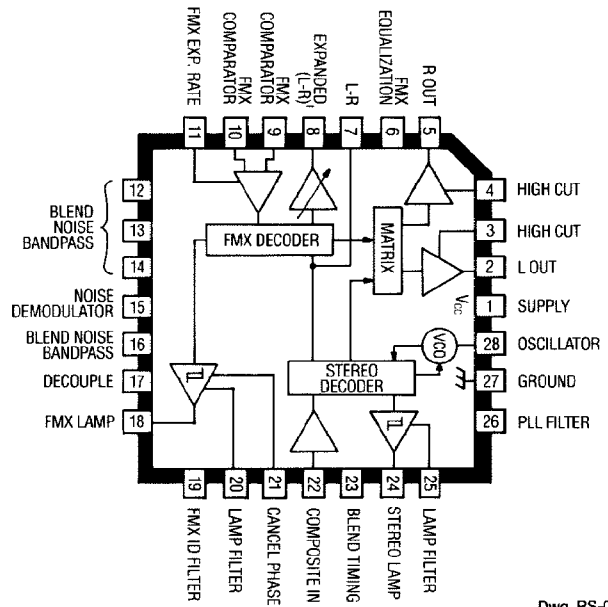 FMX EXP. RATE
FMX
COMPARATOR
FMX
COMPARATOR
EXPANDED
(L-R)'
L-R
FMX
EQUALIZATION
R OUT
11
10
9
8
7
6
5
12
13
14
BLEND
NOISE
BANDPASS
NOISE
DEMODULATOR
15
BLEND NOISE
BANDPASS
16
DECOUPLE
17
FMX LAMP
18
4
HIGH CUT
3
HIGH CUT
2
L OUT
VCC
1
SUPPLY
28
OSCILLATOR
27
GROUND
26
PLL FILTER
FMX DECODER
MATRIX
VCO
STEREO
DECODER
19
20
21
22
23
24
25
FMX ID FILTER
LAMP FILTER
CANCEL PHASE
COMPOSITE IN
BLEND TIMING
STEREO LAMP
LAMP FILTER